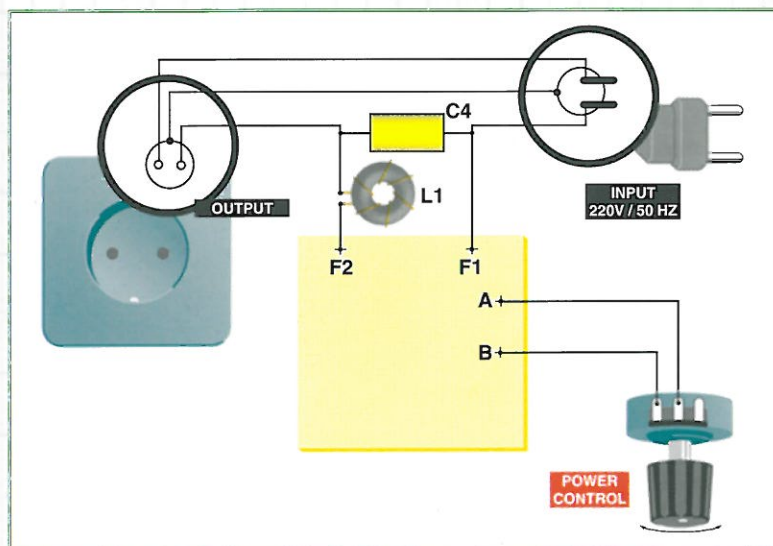 C4
OUTPUT
L1
INPUT
220V / 50 HZ
F2
F1
A
B
POWER
CONTROL